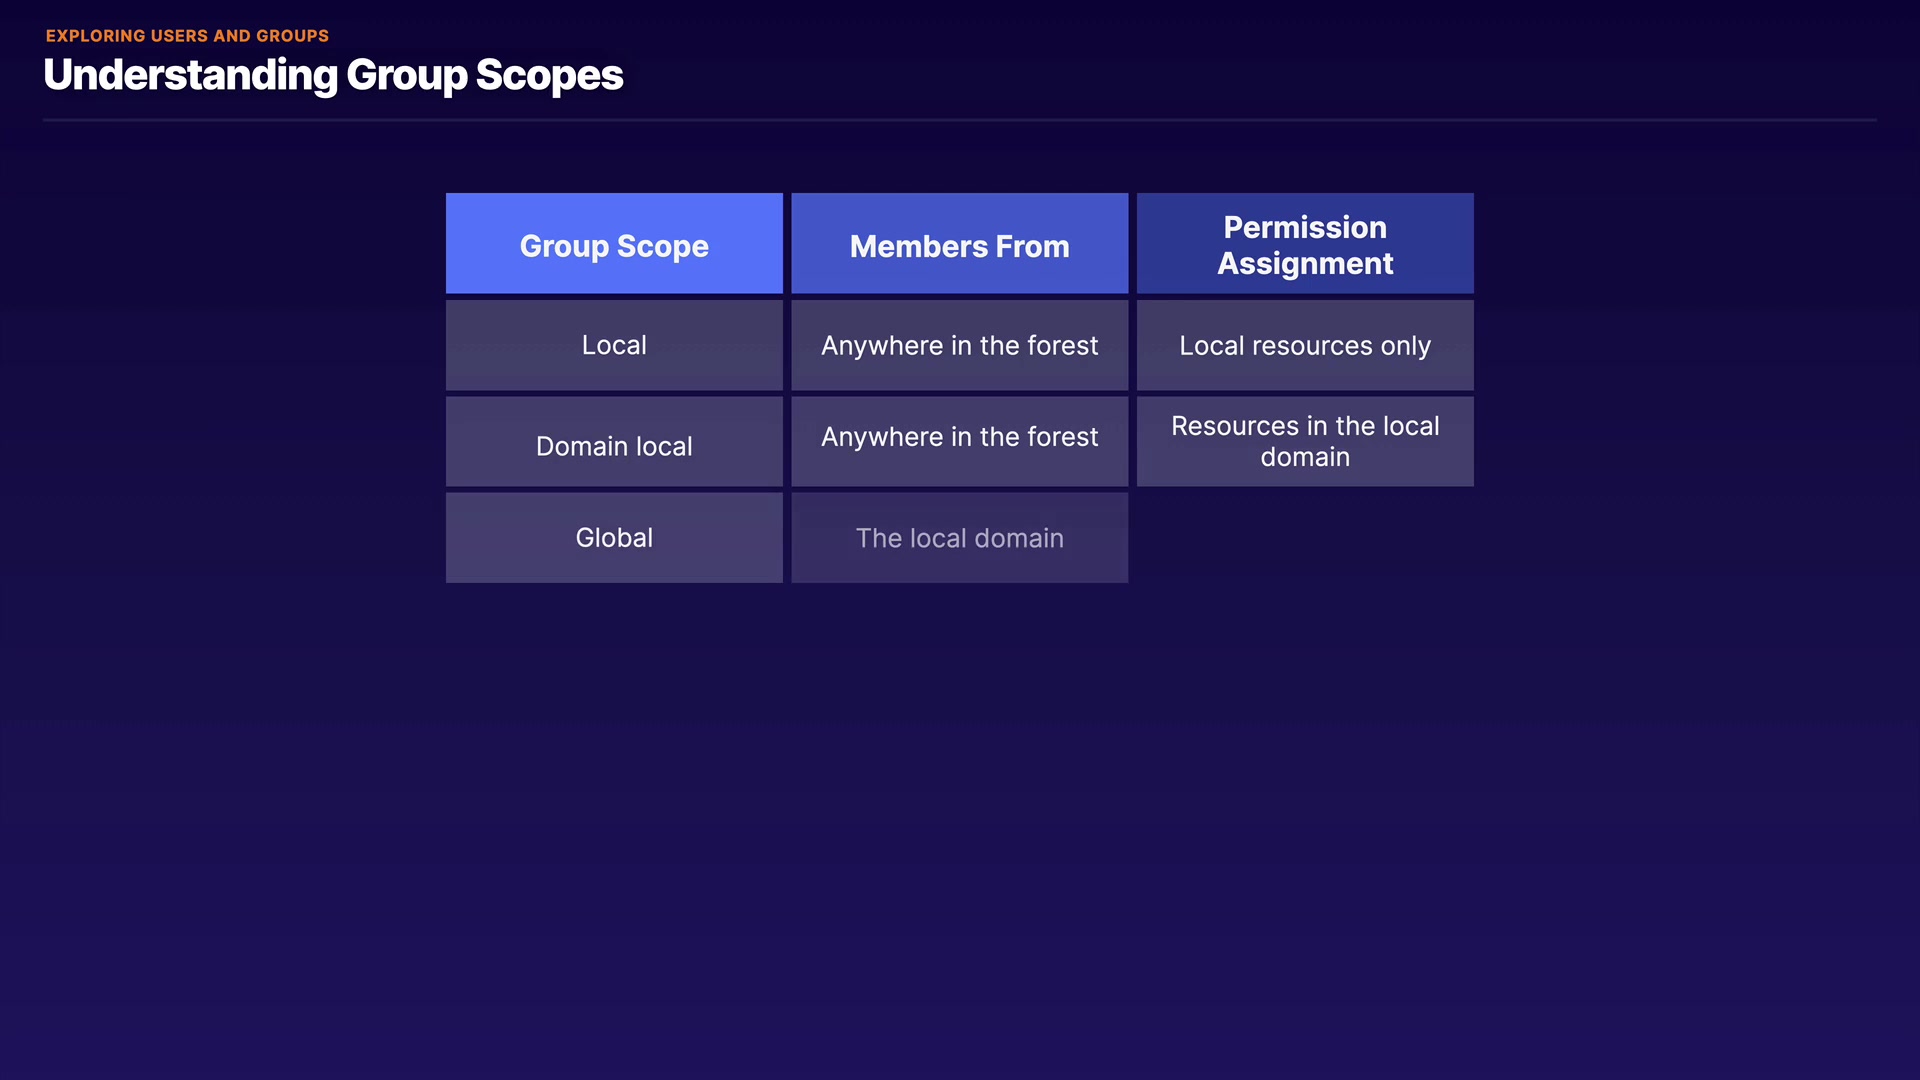 EXPLORING USERS AND GROUPS
Understanding Group Scopes
Group Scope
Members From
Permission
Assignment
Local
Anywhere in the forest
Local resources only
Domain local
Anywhere in the forest
Resources in the local
domain
Global
The local domain